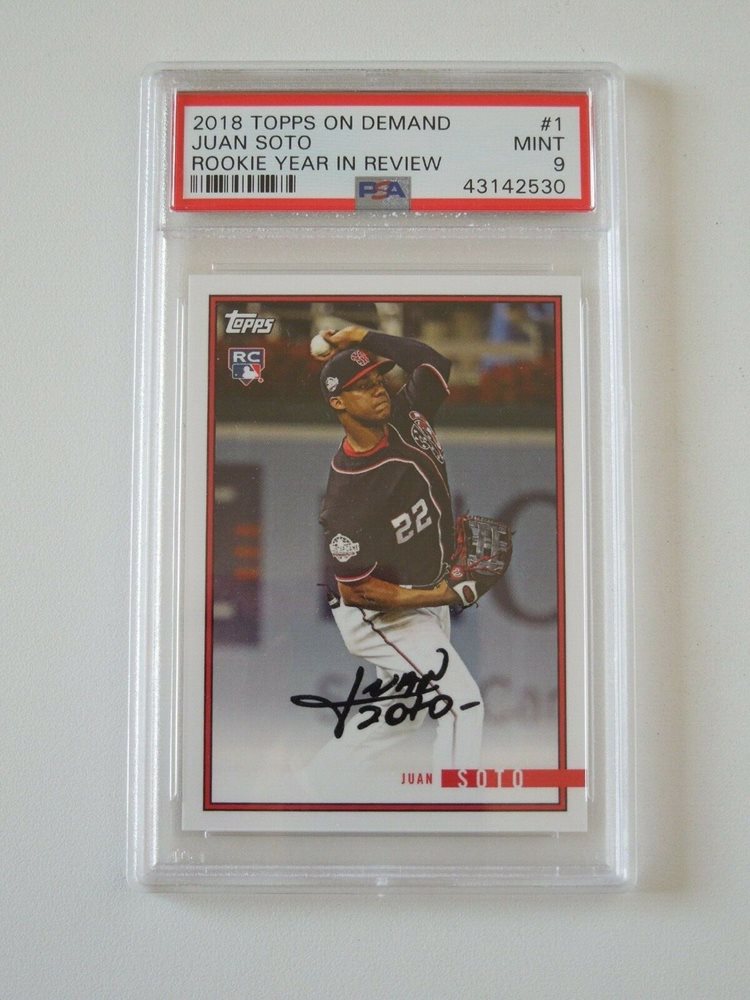 2018 TOPPS ON DEMAND #1
JUAN SOTO MINT
ROOKIE YEAR IN REVIEW 9
PSA 43142530
topps
RC
22
JUAN
SOTO-
JUAN SOTO